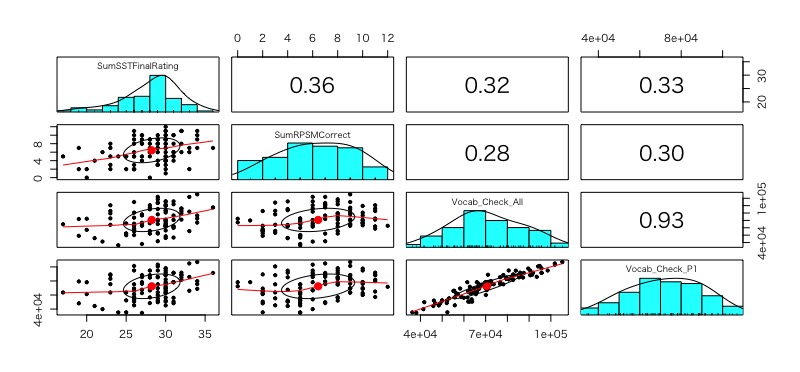 0 2 4 6 8 10 12
4e+04 8e+04
SumSSTFinalRating
0.36
0.32
0.33
20 30
0 4 8
SumRPSMCorrect
0.28
0.30
Vocab_Check_All
0.93
4e+04 1e+05
4e+04
Vocab_Check_P1
20 25 30 35
4e+04 7e+04 1e+05